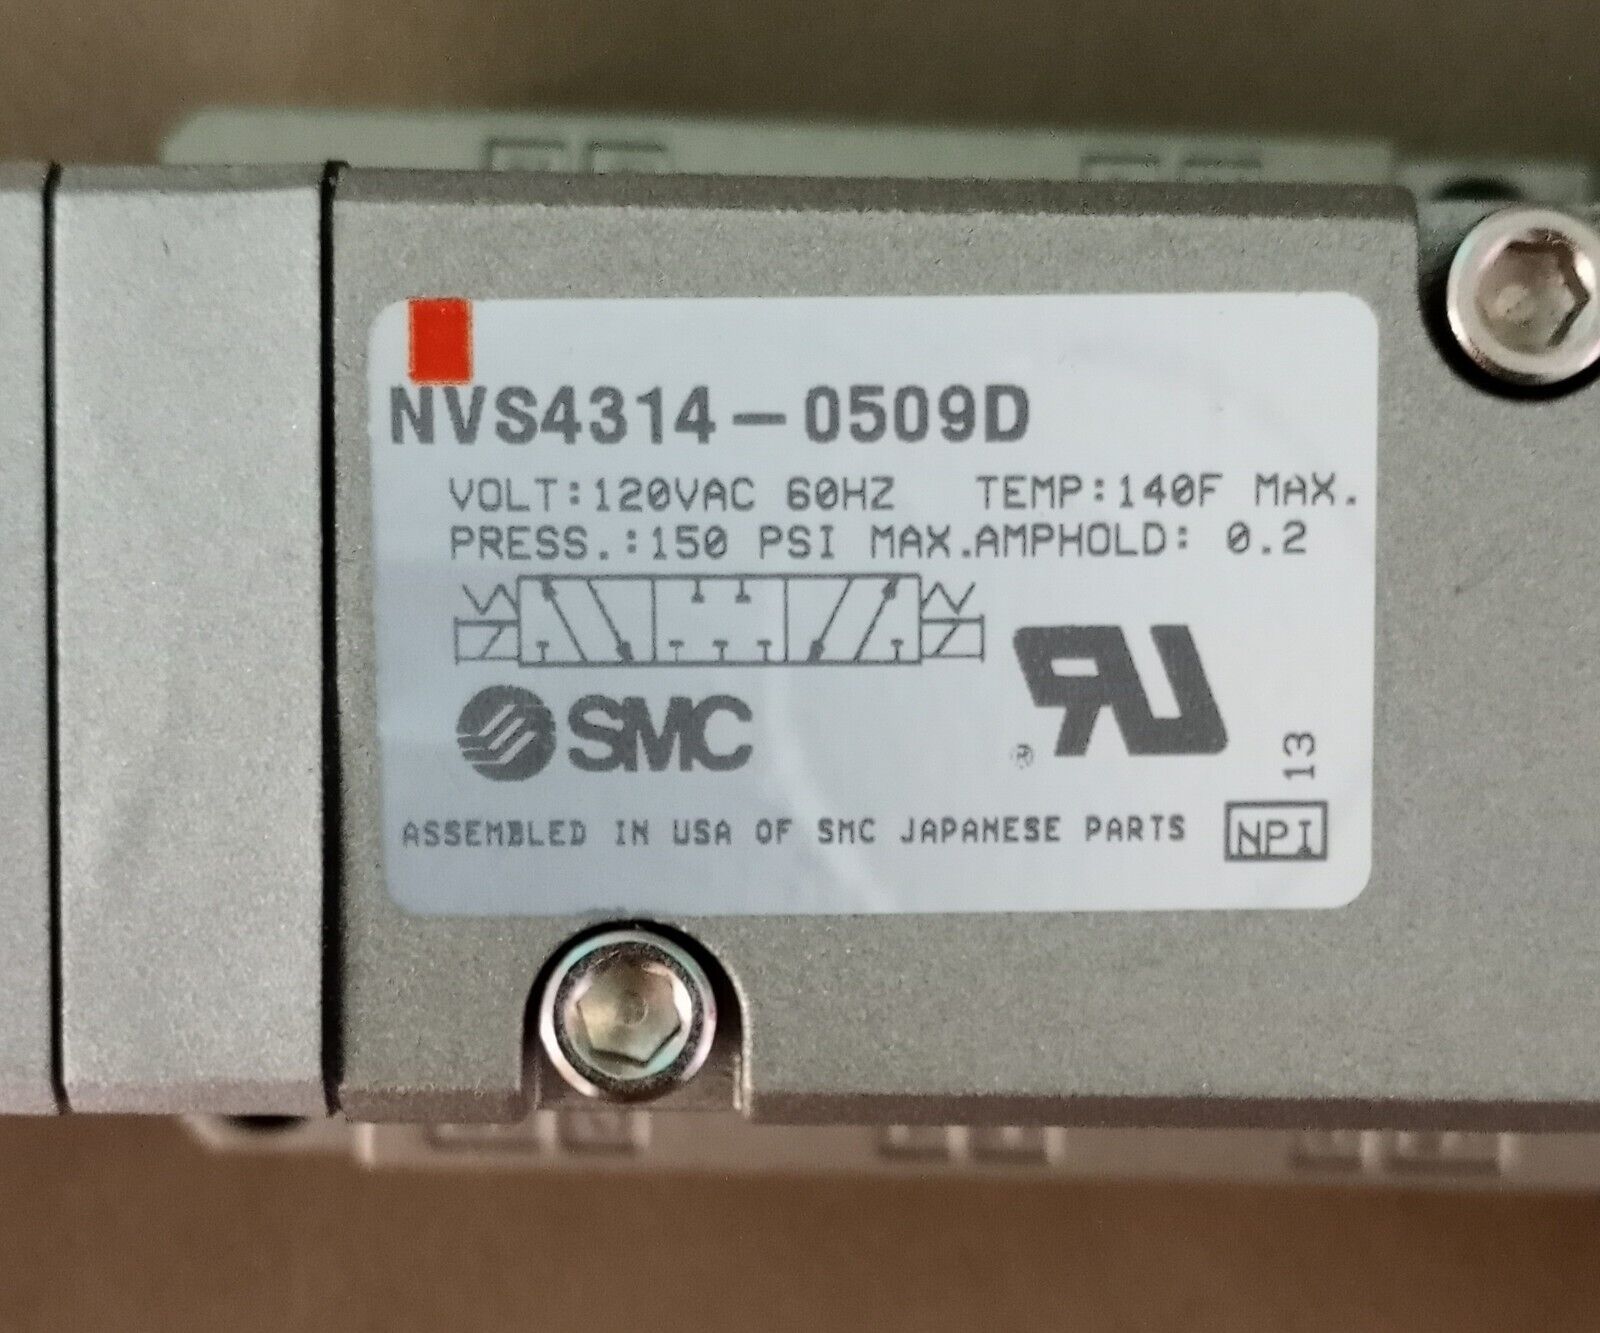 NVS4314-0509D
VOLT:120VAC 60HZ TEMP:140F MAX.
PRESS.:150 PSI MAX.AMPHOLD: 0.2
SMC
RU
®
13
ASSEMBLED IN USA OF SMC JAPANESE PARTS
NPI